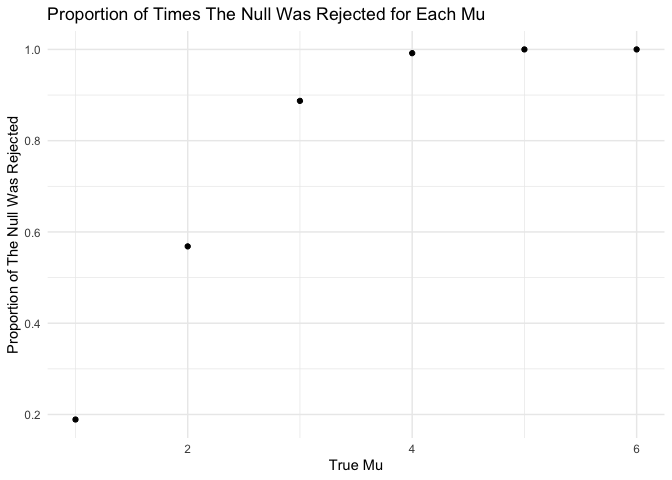 Proportion of Times The Null Was Rejected for Each Mu
1.0
0.8
0.6
0.4
0.2
Proportion of The Null Was Rejected
2 4 6
True Mu